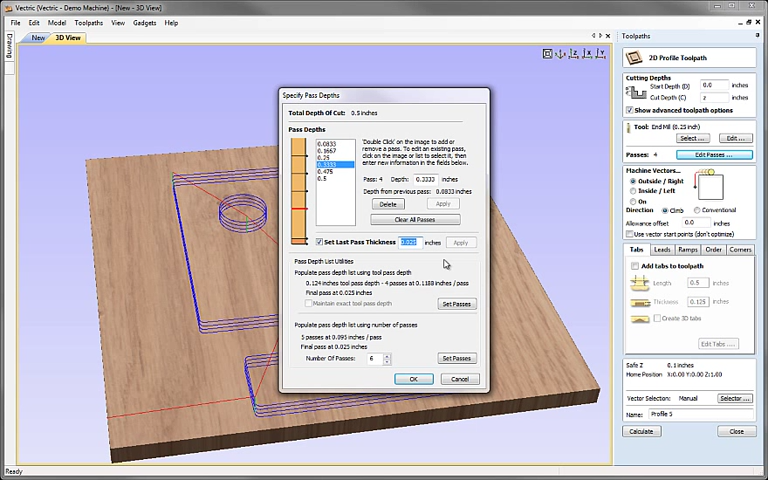 Vectric [Vectric - Demo Machine] - [New - 3D View]
File Edit Model Toolpaths View Gadgets Help
New 3D View
Drawing
Specify Pass Depths
Total Depth Of Cut: 0.5 inches
Pass Depths
0.0833
0.1667
0.25
0.3333
0.475
0.5
'Double Click' on the image to add or
remove a pass. To edit an existing pass,
click on the image or list to select it, then
enter new information in the fields below.
Pass: 4 Depth: 0.3333 inches
Depth from previous pass: 0.0833 inches
Delete Apply
Clear All Passes
Set Last Pass Thickness 0.025 inches Apply
Pass Depth List Utilities
Populate pass depth list using tool pass depth
0.124 inches tool pass depth - 4 passes at 0.1188 inches / pass
Final pass at 0.025 inches
Maintain exact tool pass depth Set Passes
Populate pass depth list using number of passes
5 passes at 0.095 inches / pass
Final pass at 0.025 inches
Number Of Passes: 6 Set Passes
OK Cancel
Toolpaths
2D Profile Toolpath
Cutting Depths
Start Depth (D) 0.0 inches
Cut Depth (C) z inches
Show advanced toolpath options
Tool: End Mill (0.25 inch)
Select ... Edit ...
Passes: 4 Edit Passes ...
Machine Vectors...
Outside / Right
Inside / Left
On
Direction Climb Conventional
Allowance offset 0.0 inches
Use vector start points (don't optimize)
Tabs Leads Ramps Order Corners
Add tabs to toolpath
Length 0.5 inches
Thickness 0.125 inches
Create 3D tabs
Edit Tabs ....
Safe Z 0.1 inches
Home Position X:0.00 Y:0.00 Z:1.00
Vector Selection: Manual Selector ...
Name: Profile 5
Calculate Close
Ready